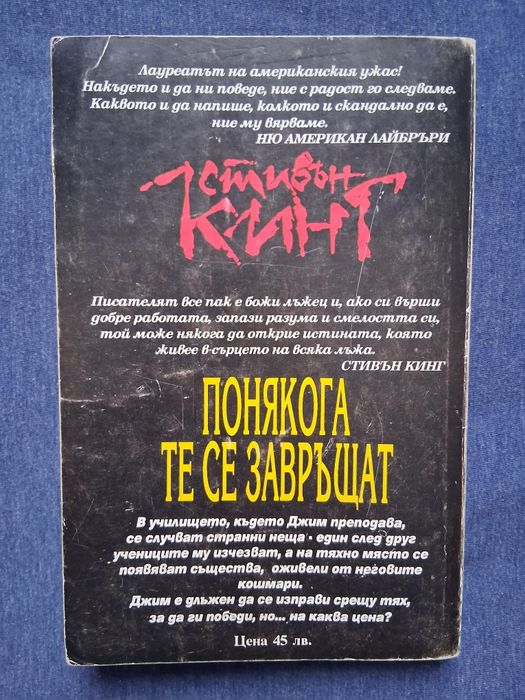 Лауреатът на американския ужас!
Накъдето и да ни поведе, ние с радост го следваме.
Каквото и да напише, колкото и скандално да е,
ние му вярваме.
НЮ АМЕРИКАН ЛАЙБРЪРИ
СТИВЪН
КИНГ
Писателят все пак е божи лъжец и, ако си върши
добре работата, запази разума и смелостта си,
той може някога да открие истината, която
живее в сърцето на всяка лъжа.
СТИВЪН КИНГ
ПОНЯКОГА
ТЕ СЕ ЗАВРЪЩАТ
В училището, където Джим преподава,
се случват странни неща - един след друг
учениците му изчезват, а на тяхно място се
появяват същества, оживели от неговите
кошмари.
Джим е длъжен да се изправи срещу тях,
за да ги победи, но... на каква цена?
Цена 45 лв.